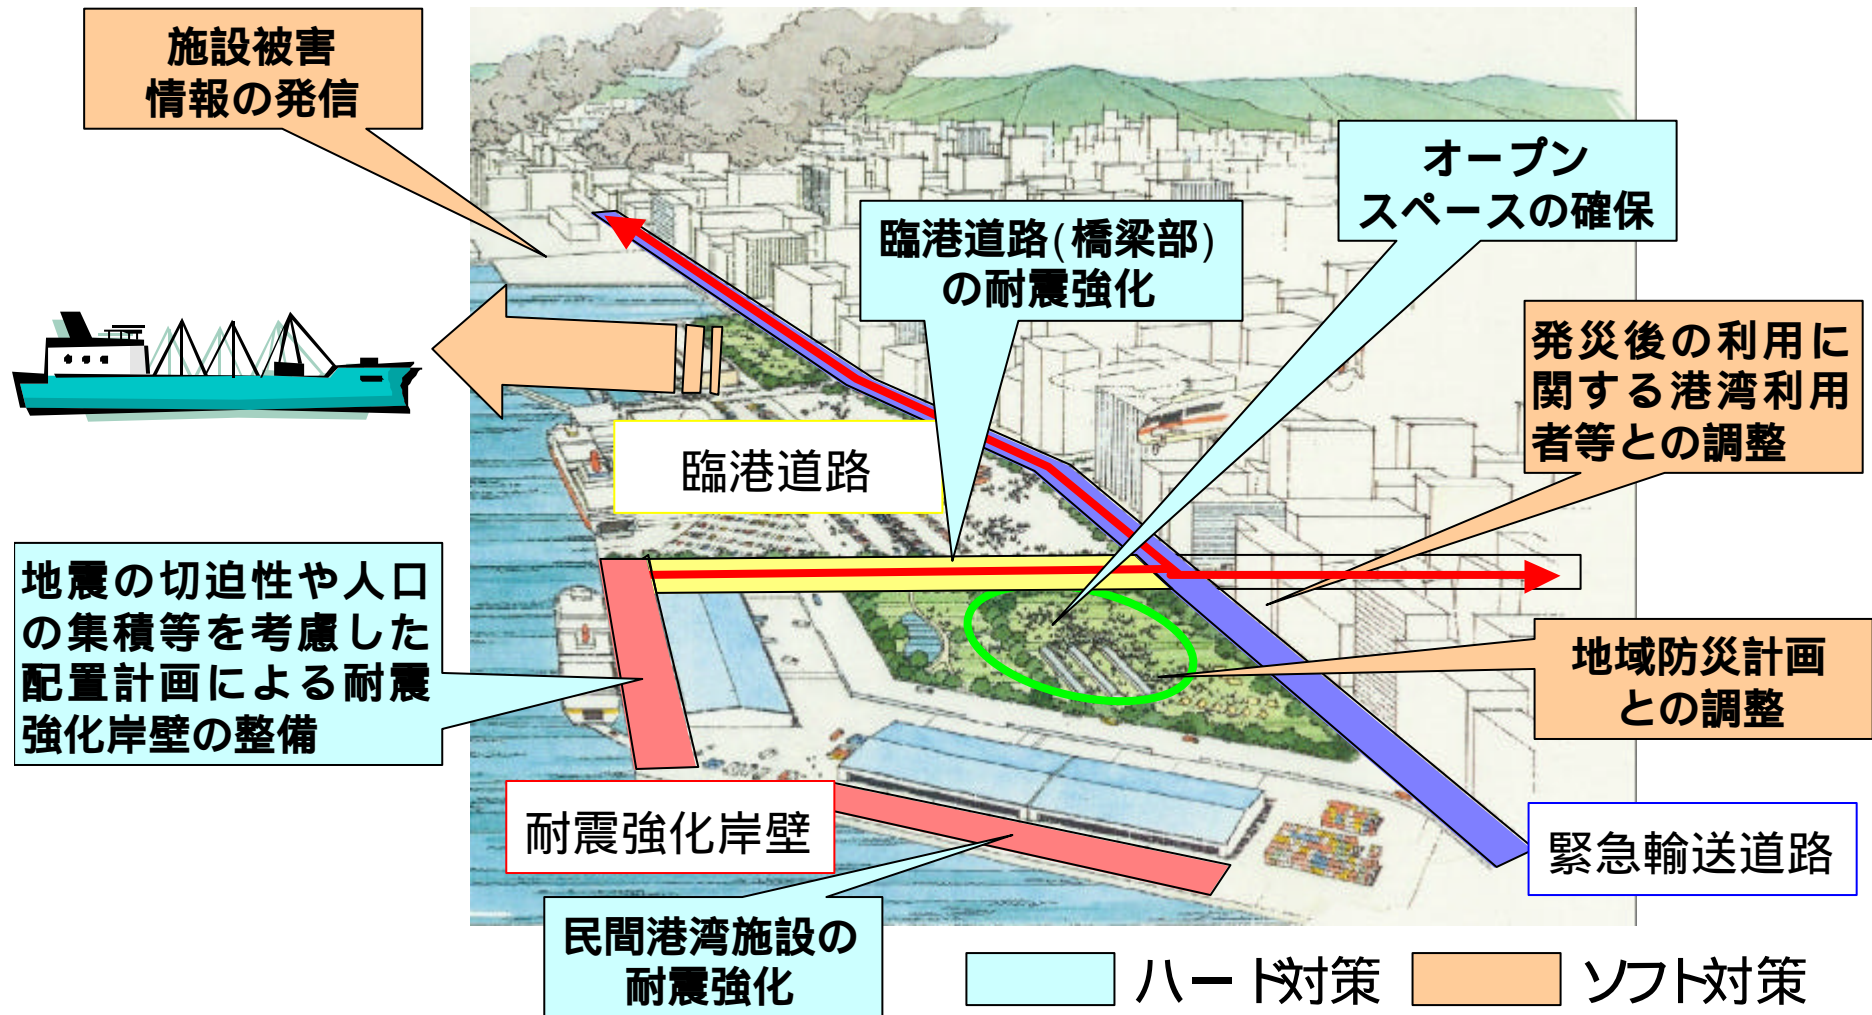 施設被害
情報の発信
オープン
スペースの確保
臨港道路(橋梁部)
の耐震強化
発災後の利用に
関する港湾利用
者等との調整
臨港道路
地震の切迫性や人口
の集積等を考慮した
配置計画による耐震
強化岸壁の整備
地域防災計画
との調整
耐震強化岸壁
緊急輸送道路
民間港湾施設の
耐震強化
ハード対策
ソフト対策